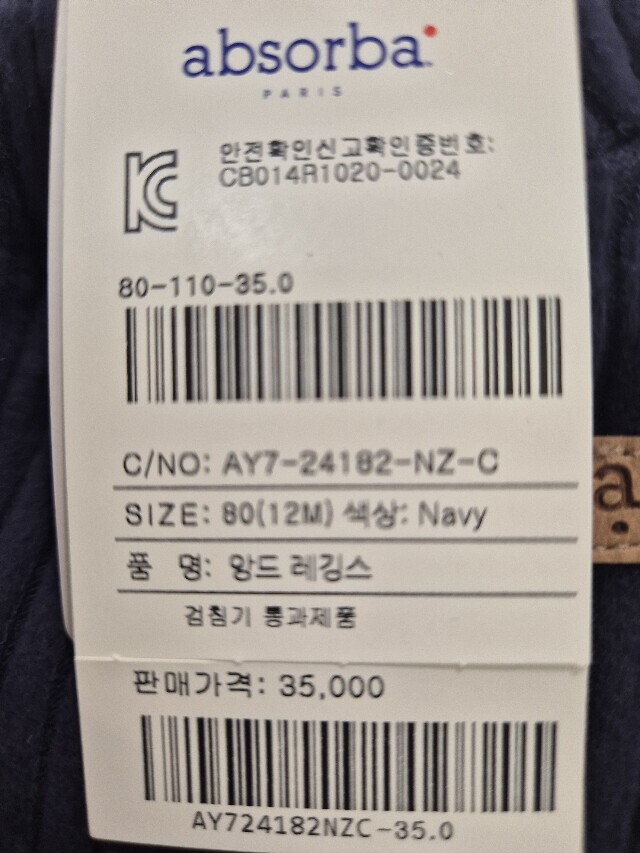 absorba
PARIS
안전확인신고확인증번호:
CB014R1020-0024
80-110-35.0
C/NO: AY7-24182-NZ-C
SIZE: 80(12M) 색상: Navy
품 명: 앙드 레깅스
검침기 통과제품
판매가격: 35,000
AY724182NZC-35.0
a